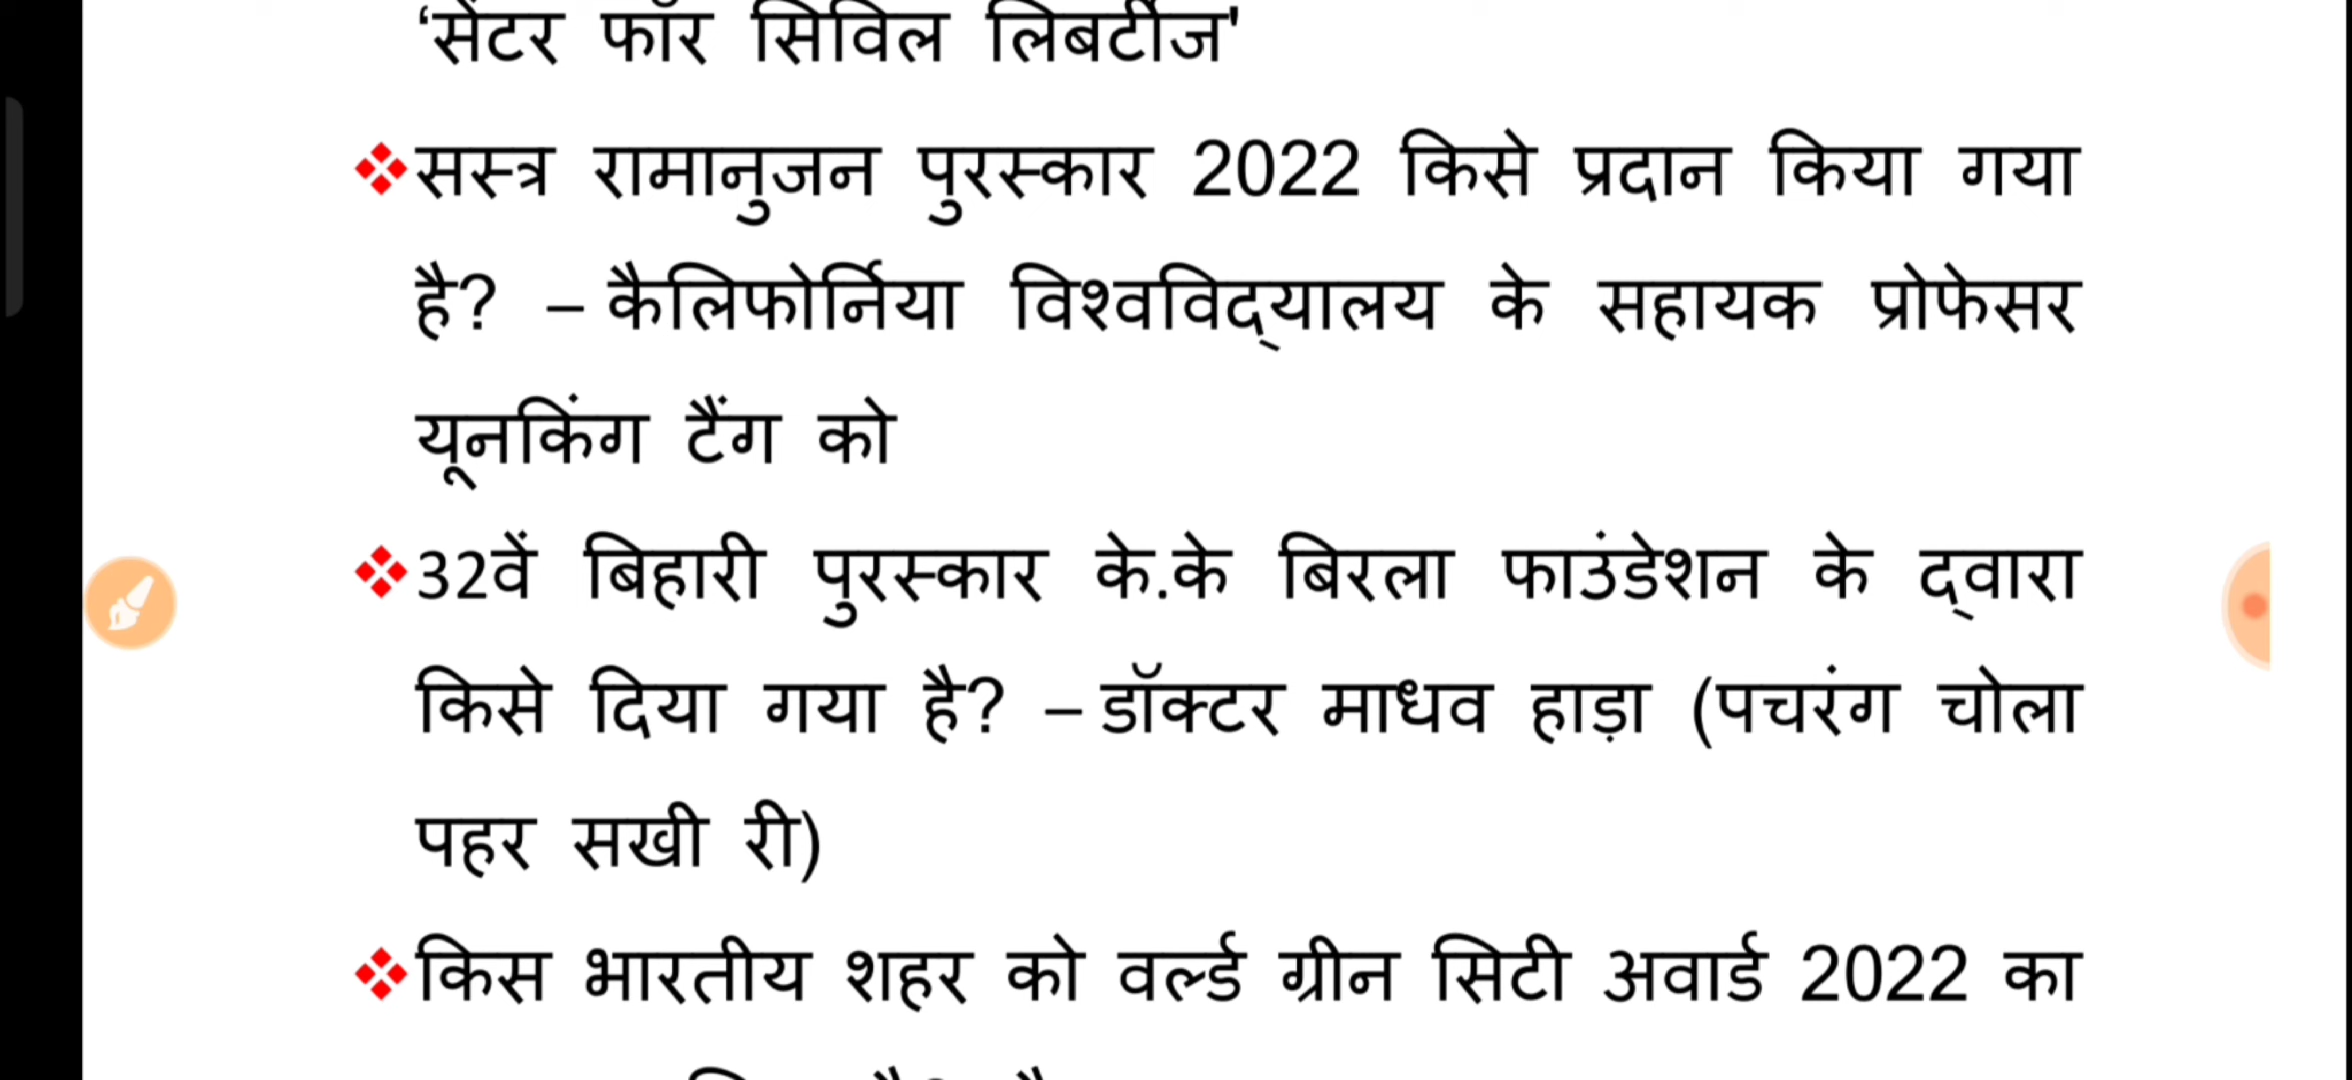 ‘सेंटर फॉर सिविल लिबर्टीज'
❖सस्त्र रामानुजन पुरस्कार 2022 किसे प्रदान किया गया
है? – कैलिफोर्निया विश्वविद्यालय के सहायक प्रोफेसर
यूनकिंग टैंग को
❖32वें बिहारी पुरस्कार के.के बिरला फाउंडेशन के द्वारा
किसे दिया गया है? – डॉक्टर माधव हाड़ा (पचरंग चोला
पहर सखी री)
❖किस भारतीय शहर को वर्ल्ड ग्रीन सिटी अवार्ड 2022 का